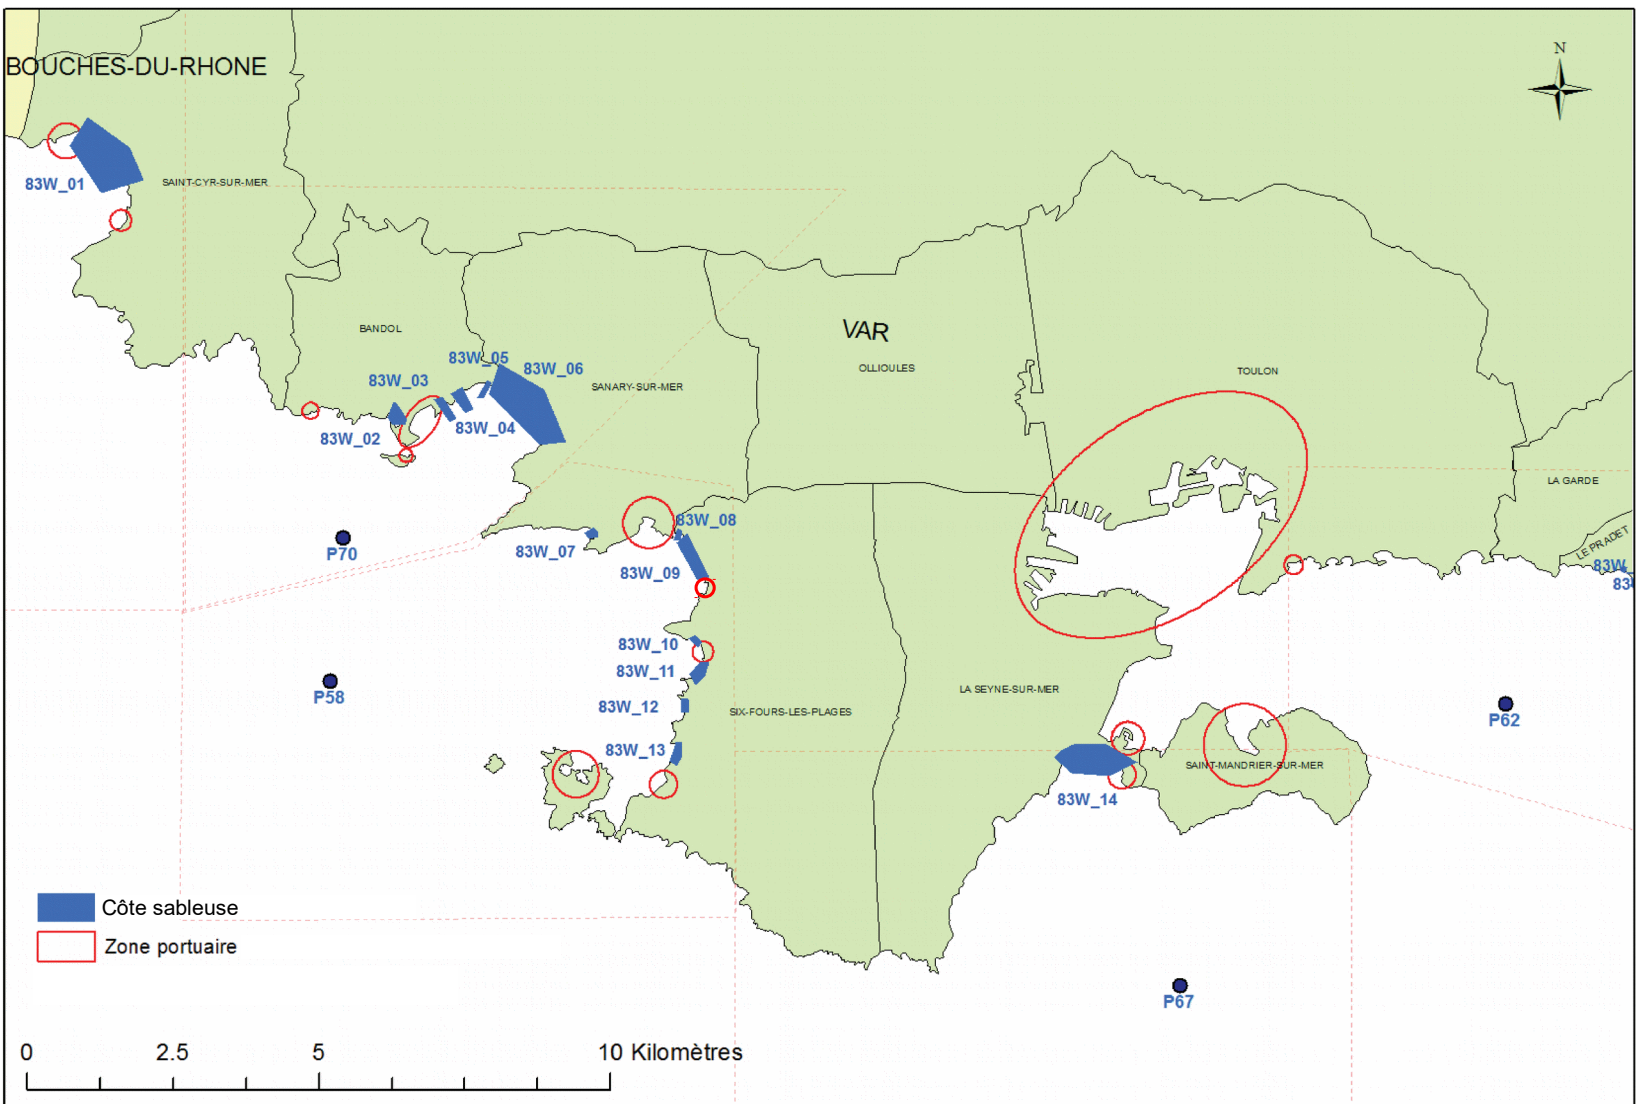 N
BOUCHES-DU-RHONE
83W_01
SAINT-CYR-SUR-MER
BANDOL
VAR
OLLIOULES
TOULON
83W_05
83W_06
83W_03
SANARY-SUR-MER
83W_04
83W_02
LA GARDE
83W_08
P70
83W_07
LE PRADET
83W_
83W_09
83
83W_10
83W_11
P58
LA SEYNE-SUR-MER
83W_12
SIX-FOURS-LES-PLAGES
P62
83W_13
SAINT-MANDRIER-SUR-MER
83W_14
Côte sableuse
Zone portuaire
P67
0 2.5 5 10 Kilomètres